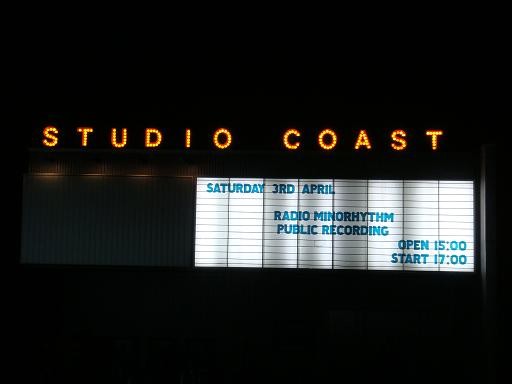 STUDIO COAST
SATURDAY 3RD APRIL
RADIO MINORHYTHM
PUBLIC RECORDING
OPEN 15:00
START 17:00